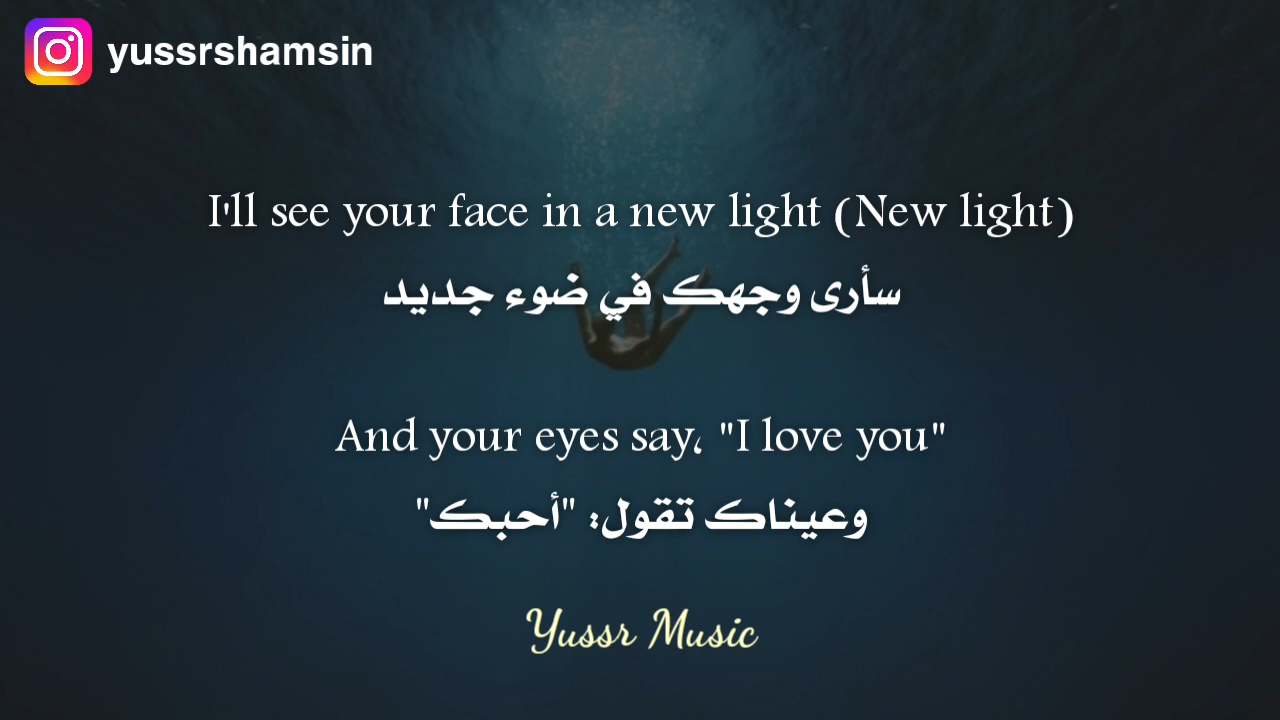 yussrshamsin
I'll see your face in a new light (New light)
سأرى وجهك في ضوء جديد
And your eyes say، "I love you"
وعيناك تقول: "أحبك"
Yussr Music